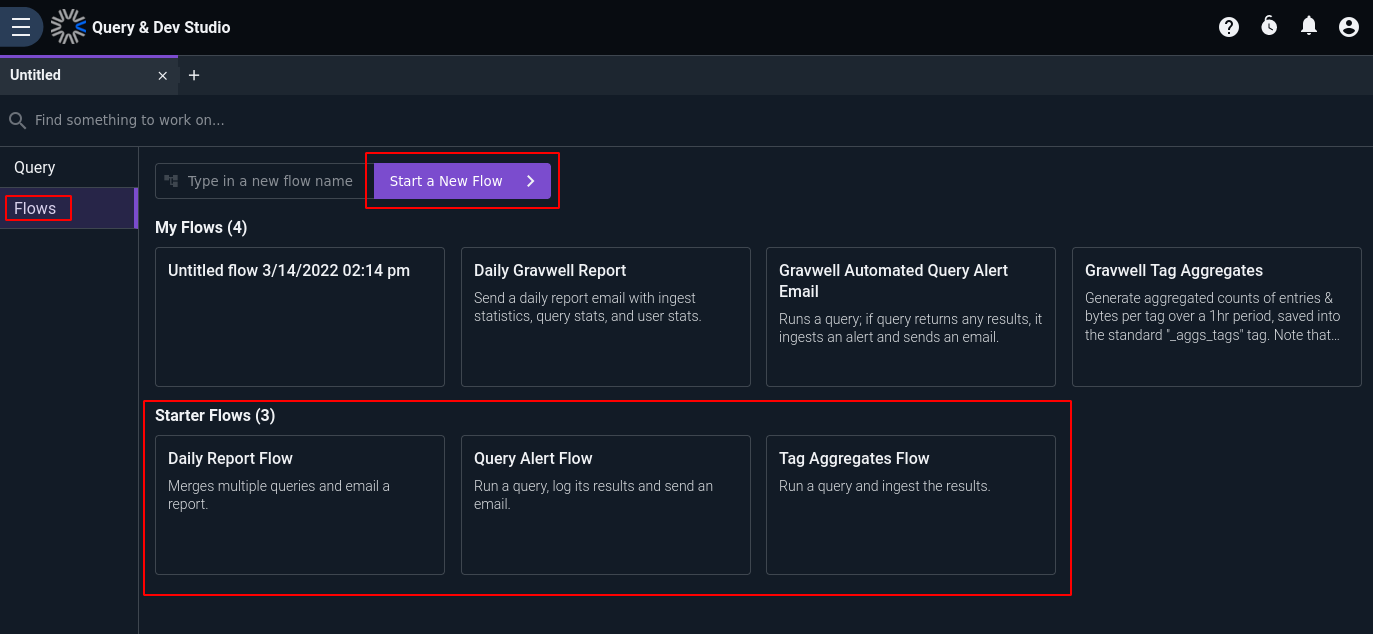 Query & Dev Studio
Untitled
Find something to work on...
Query
Flows
Type in a new flow name
Start a New Flow
My Flows (4)
Untitled flow 3/14/2022 02:14 pm
Daily Gravwell Report
Send a daily report email with ingest
statistics, query stats, and user stats.
Gravwell Automated Query Alert
Email
Runs a query; if query returns any results, it
ingests an alert and sends an email.
Gravwell Tag Aggregates
Generate aggregated counts of entries &
bytes per tag over a 1hr period, saved into
the standard "_aggs_tags" tag. Note that...
Starter Flows (3)
Daily Report Flow
Merges multiple queries and email a
report.
Query Alert Flow
Run a query, log its results and send an
email.
Tag Aggregates Flow
Run a query and ingest the results.